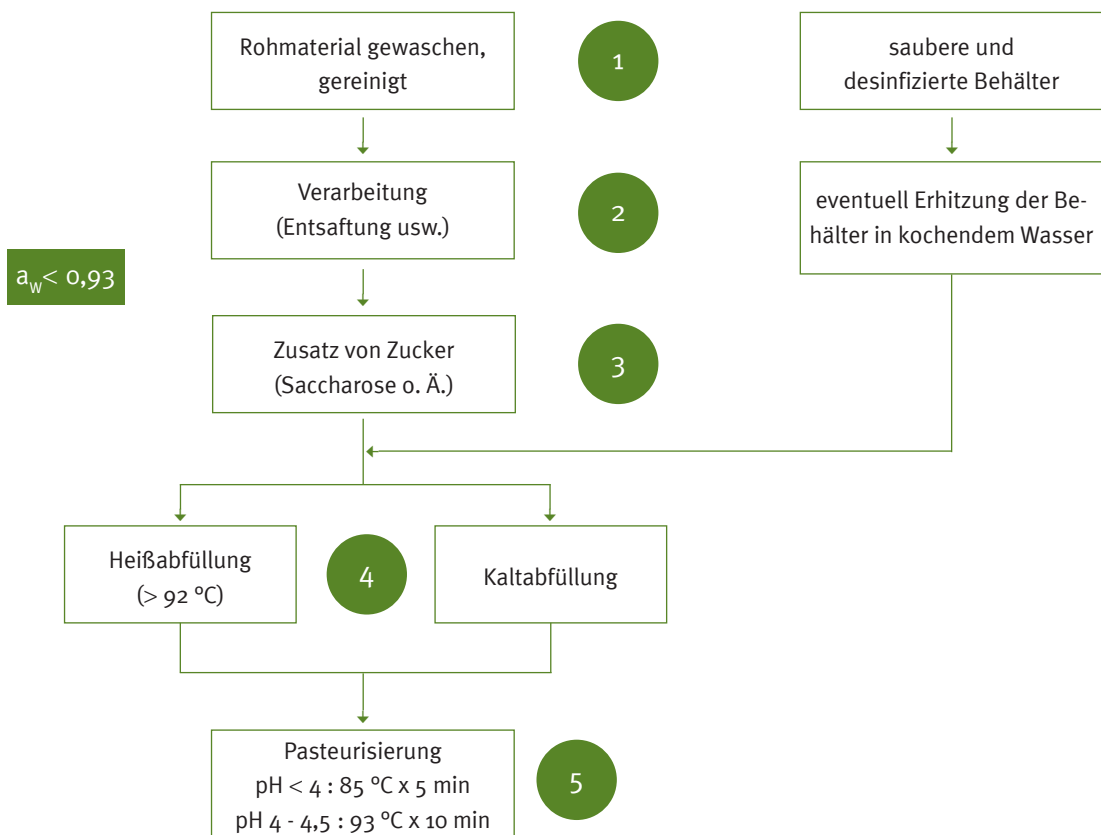 Rohmaterial gewaschen,
gereinigt
1
saubere und
desinfizierte Behälter
Verarbeitung
(Entsaftung usw.)
2
eventuell Erhitzung der Be-
hälter in kochendem Wasser
a_w < 0,93
Zusatz von Zucker
(Saccharose o. Ä.)
3
Heißabfüllung
(> 92 °C)
4
Kaltabfüllung
Pasteurisierung
pH < 4 : 85 °C x 5 min
pH 4 - 4,5 : 93 °C x 10 min
5